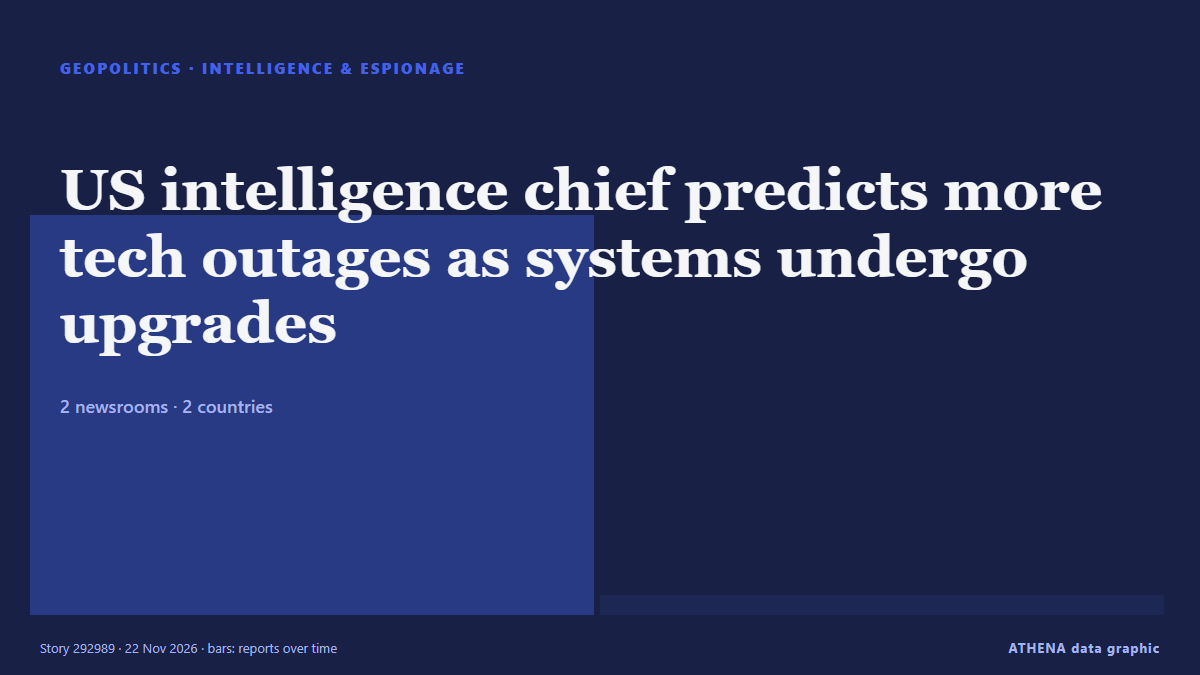 GEOPOLITICS · INTELLIGENCE & ESPIONAGE
US intelligence chief predicts more
tech outages as systems undergo
upgrades
2 newsrooms · 2 countries
Story 292989 · 22 Nov 2026 · bars: reports over time
ATHENA data graphic